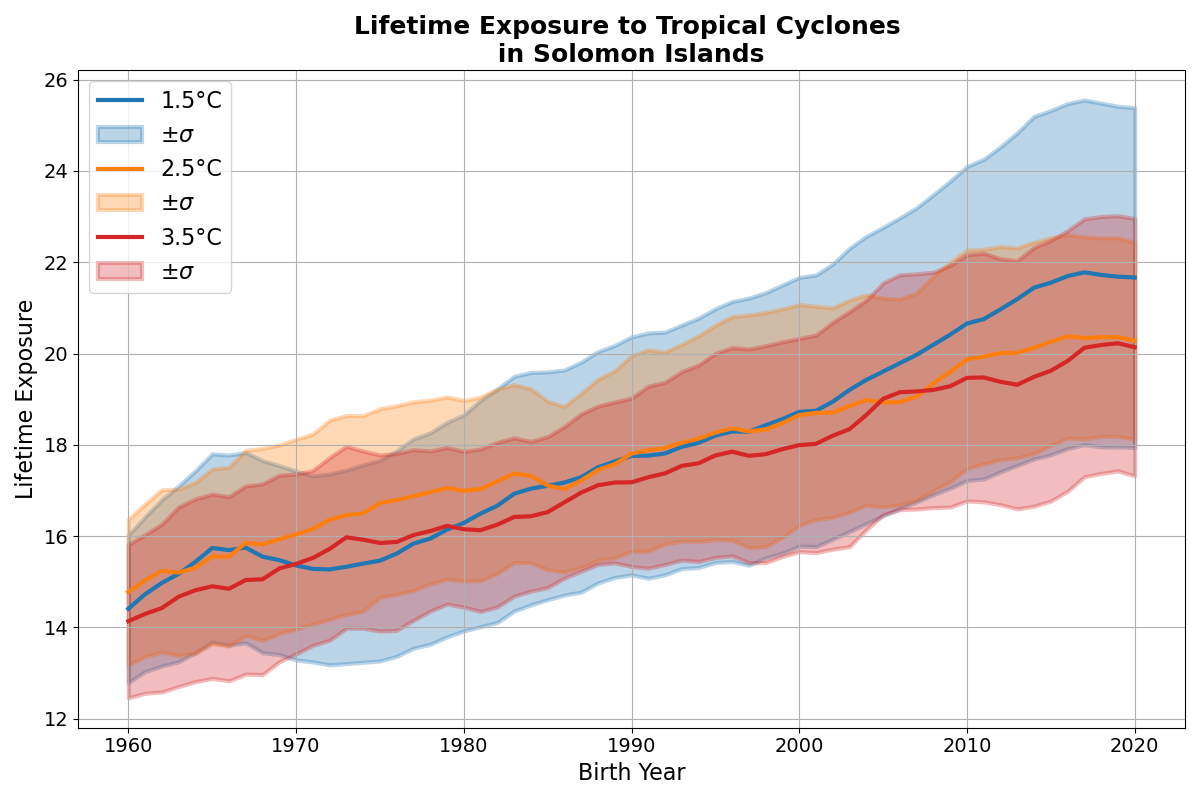 Lifetime Exposure to Tropical Cyclones
in Solomon Islands
26
24
22
20
18
16
14
12
Lifetime Exposure
1.5°C
±σ
2.5°C
±σ
3.5°C
±σ
1960 1970 1980 1990 2000 2010 2020
Birth Year